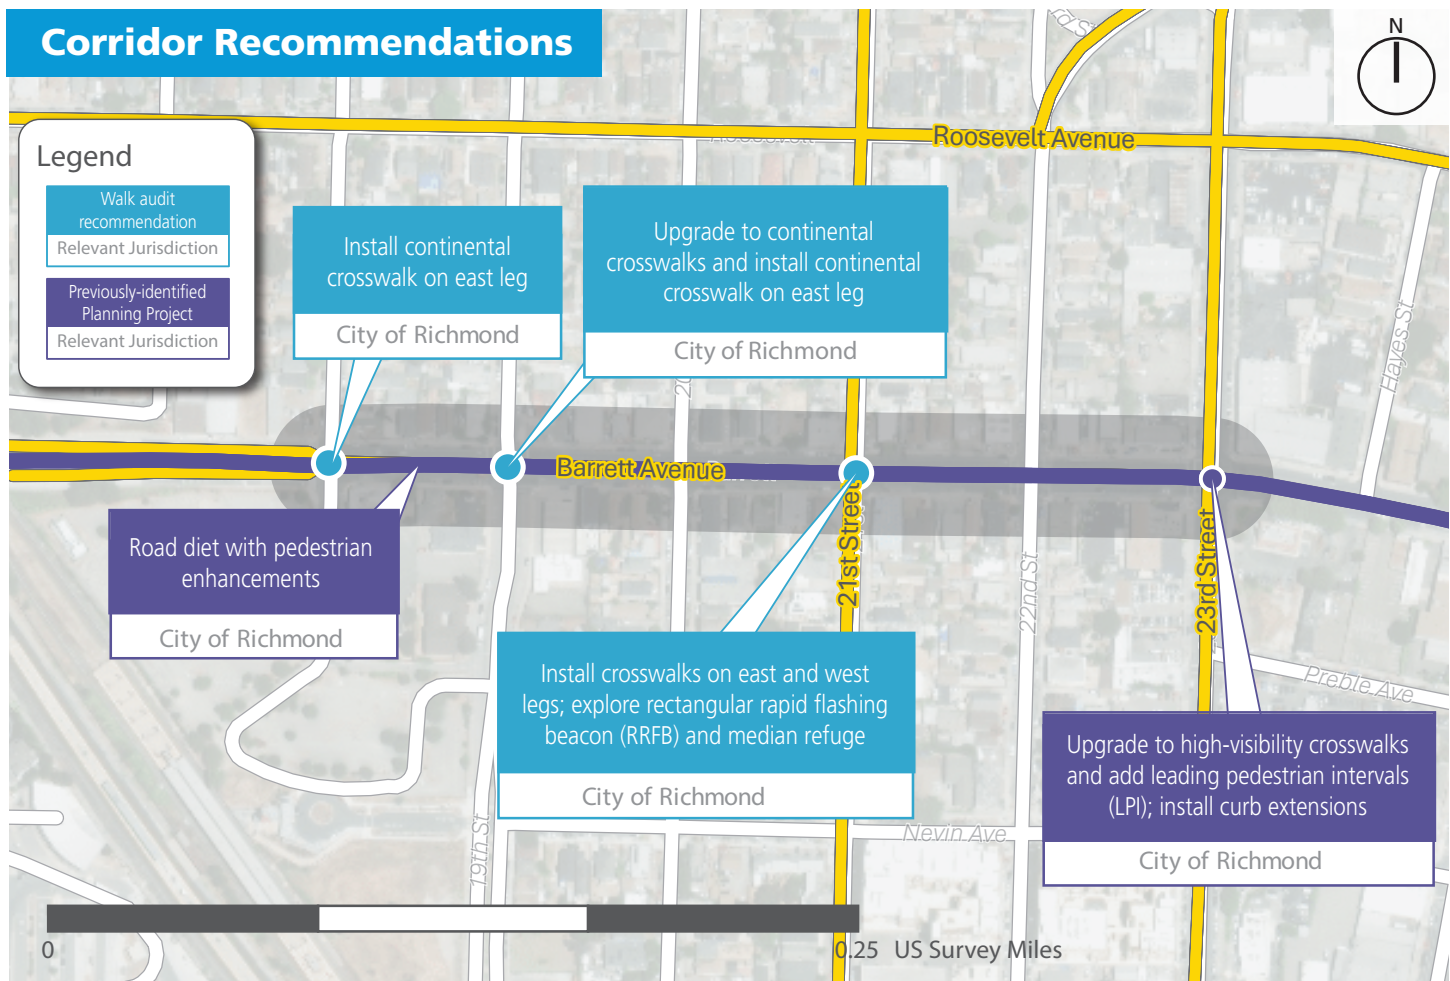 Corridor Recommendations
N
rd St
Roosevelt Avenue
Roosevelt
Legend
Walk audit
recommendation
Relevant Jurisdiction
Previously-identified
Planning Project
Relevant Jurisdiction
Install continental
crosswalk on east leg
City of Richmond
Upgrade to continental
crosswalks and install continental
crosswalk on east leg
City of Richmond
20
Hayes St
Barrett Avenue
21st Street
22nd St
23rd Street
Road diet with pedestrian
enhancements
City of Richmond
Install crosswalks on east and west
legs; explore rectangular rapid flashing
beacon (RRFB) and median refuge
City of Richmond
Preble Ave
Upgrade to high-visibility crosswalks
and add leading pedestrian intervals
(LPI); install curb extensions
City of Richmond
19th St
Nevin Ave
0
0.25 US Survey Miles